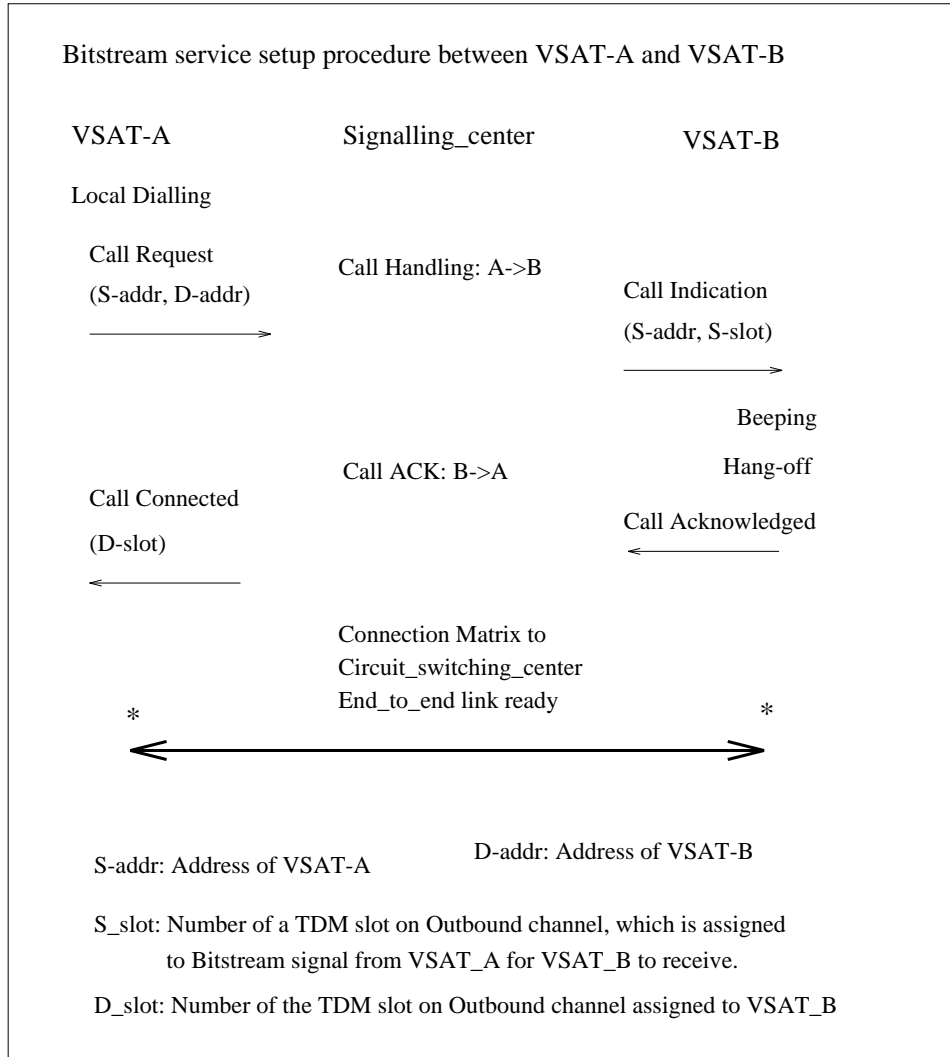 Bitstream service setup procedure between VSAT-A and VSAT-B
VSAT-A
Signalling_center
VSAT-B
Local Dialling
Call Request
(S-addr, D-addr)
Call Handling: A->B
Call Indication
(S-addr, S-slot)
Beeping
Hang-off
Call ACK: B->A
Call Acknowledged
Call Connected
(D-slot)
Connection Matrix to
Circuit_switching_center
End_to_end link ready
*
*
S-addr: Address of VSAT-A
D-addr: Address of VSAT-B
S_slot: Number of a TDM slot on Outbound channel, which is assigned
to Bitstream signal from VSAT_A for VSAT_B to receive.
D_slot: Number of the TDM slot on Outbound channel assigned to VSAT_B